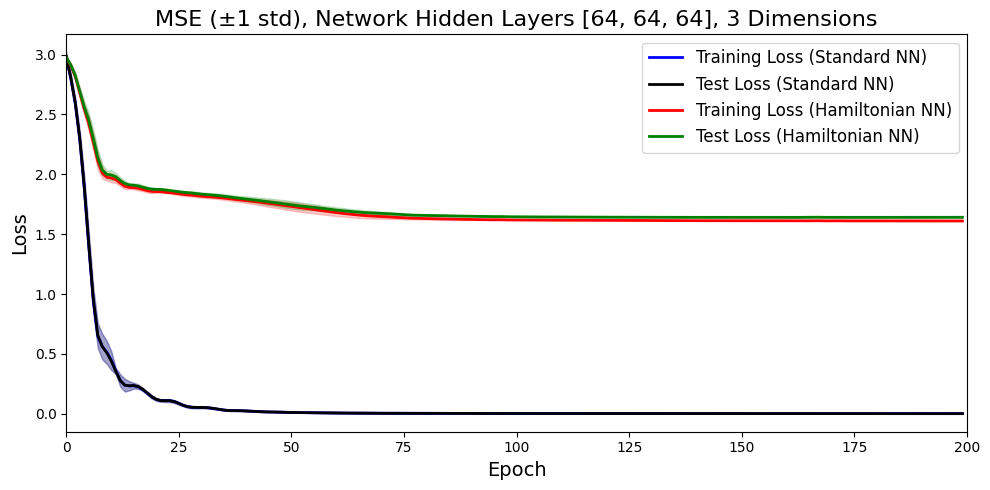 MSE (±1 std), Network Hidden Layers [64, 64, 64], 3 Dimensions
Training Loss (Standard NN)
Test Loss (Standard NN)
Training Loss (Hamiltonian NN)
Test Loss (Hamiltonian NN)
Loss
3.0
2.5
2.0
1.5
1.0
0.5
0.0
0 25 50 75 100 125 150 175 200
Epoch